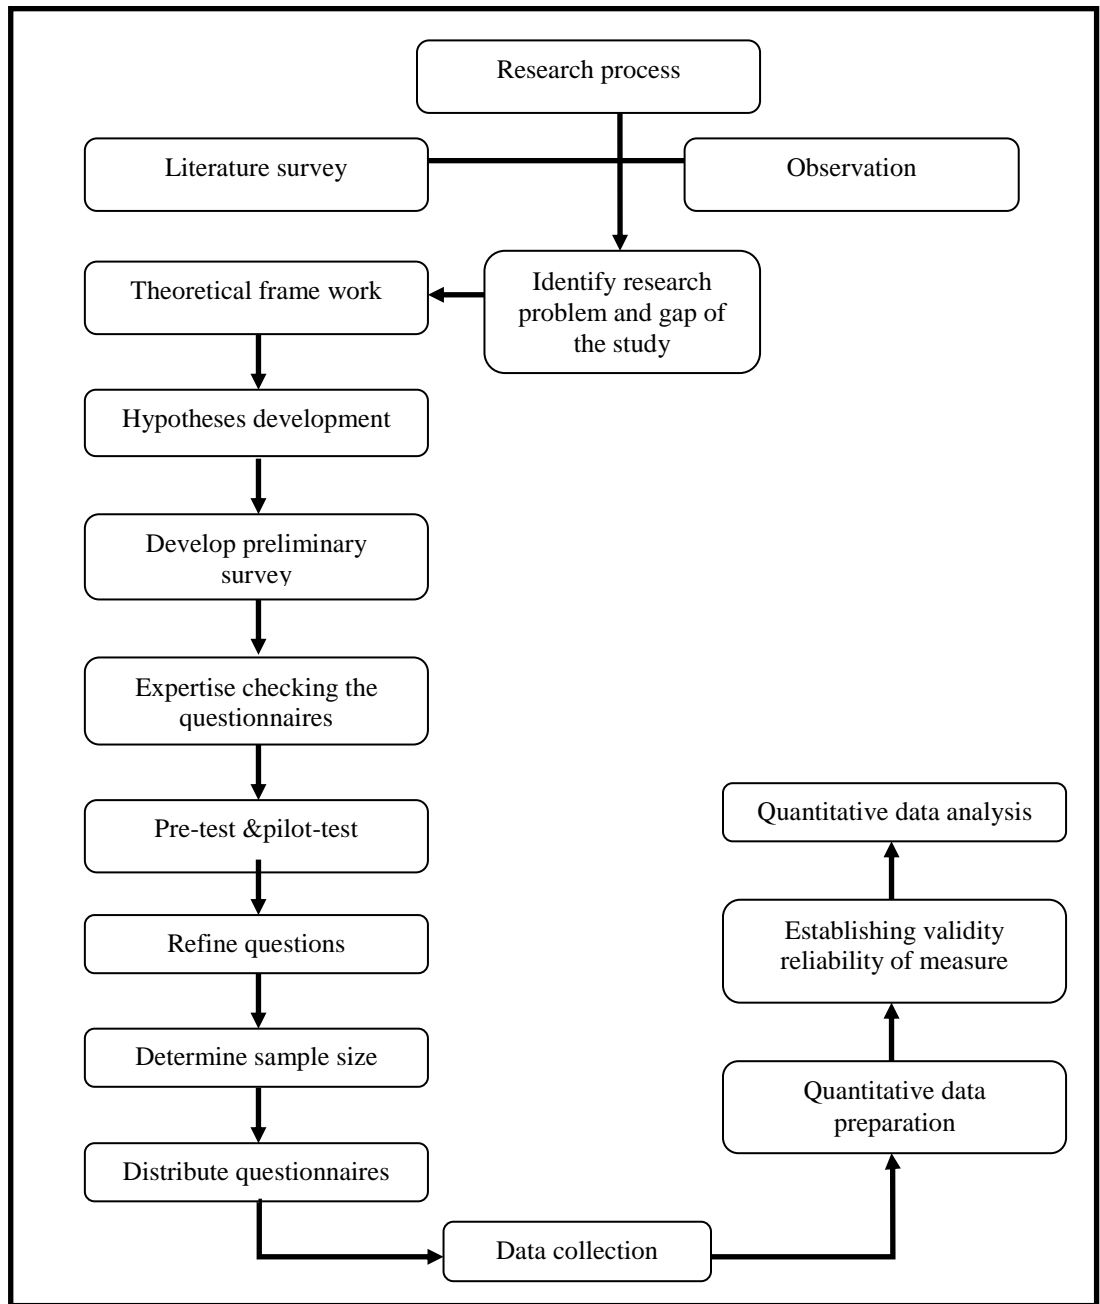 Research process
Literature survey
Observation
Identify research
problem and gap of
the study
Theoretical frame work
Hypotheses development
Develop preliminary
survey
Expertise checking the
questionnaires
Pre-test &pilot-test
Refine questions
Determine sample size
Distribute questionnaires
Data collection
Quantitative data
preparation
Establishing validity
reliability of measure
Quantitative data analysis